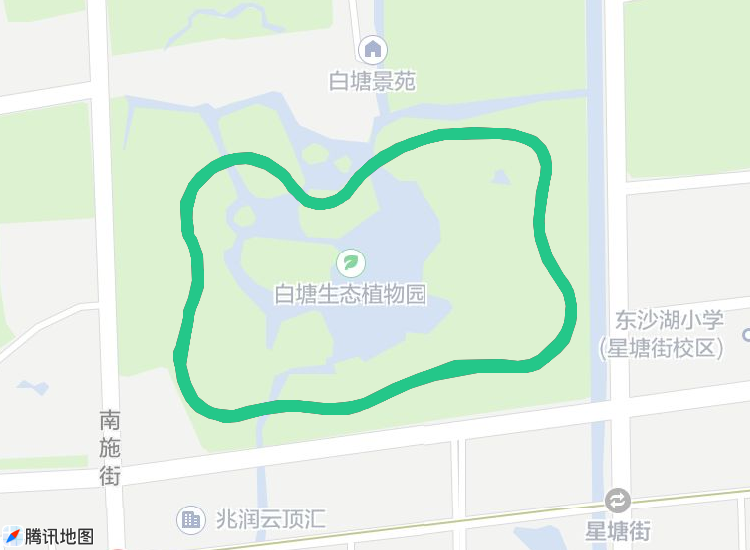 白塘景苑
白塘生态植物园
东沙湖小学
(星塘街校区)
南施街
兆润云顶汇
星塘街
腾讯地图